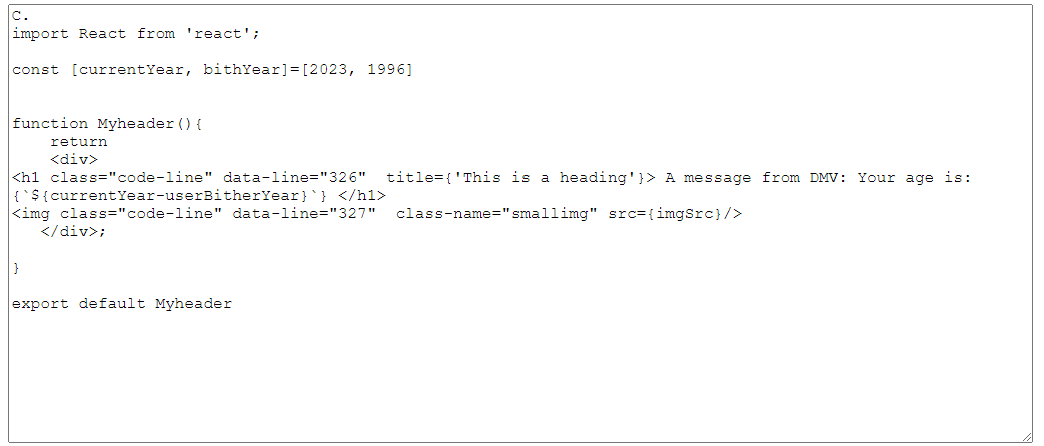 C.
import React from 'react';
const [currentYear, bithYear]=[2023, 1996]
function Myheader(){
    return
    <div>
<h1 class="code-line" data-line="326"  title={'This is a heading'}> A message from DMV: Your age is:
{`${currentYear-userBitherYear}`} </h1>
<img class="code-line" data-line="327"  class-name="smallimg" src={imgSrc}/>
   </div>;
}
export default Myheader